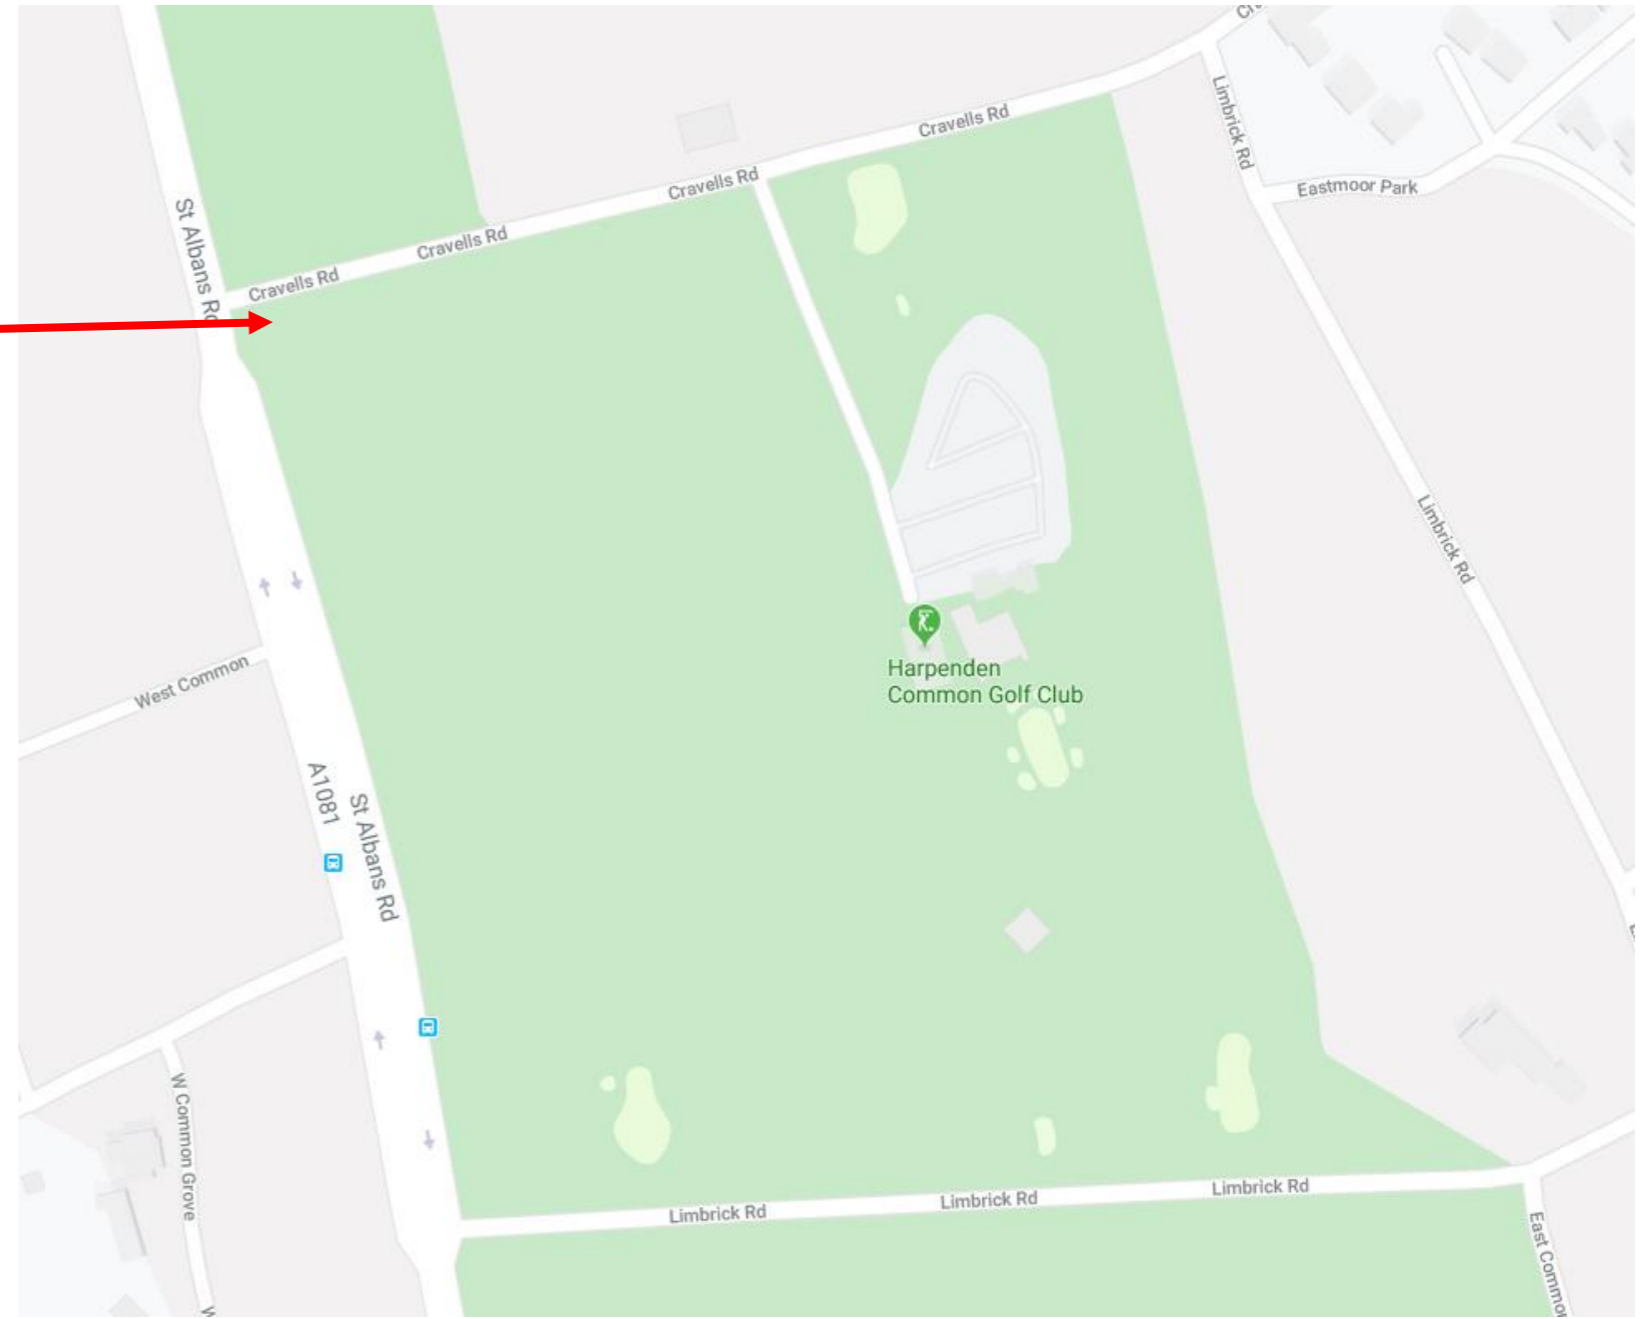 Limbrick Rd
Cravells Rd
Cravells Rd
Eastmoor Park
St Albans Rd
Cravells Rd
Cravells Rd
Limbrick Rd
Harpenden
Common Golf Club
West Common
A1081
St Albans Rd
W Common Grove
Limbrick Rd
Limbrick Rd
Limbrick Rd
East Common